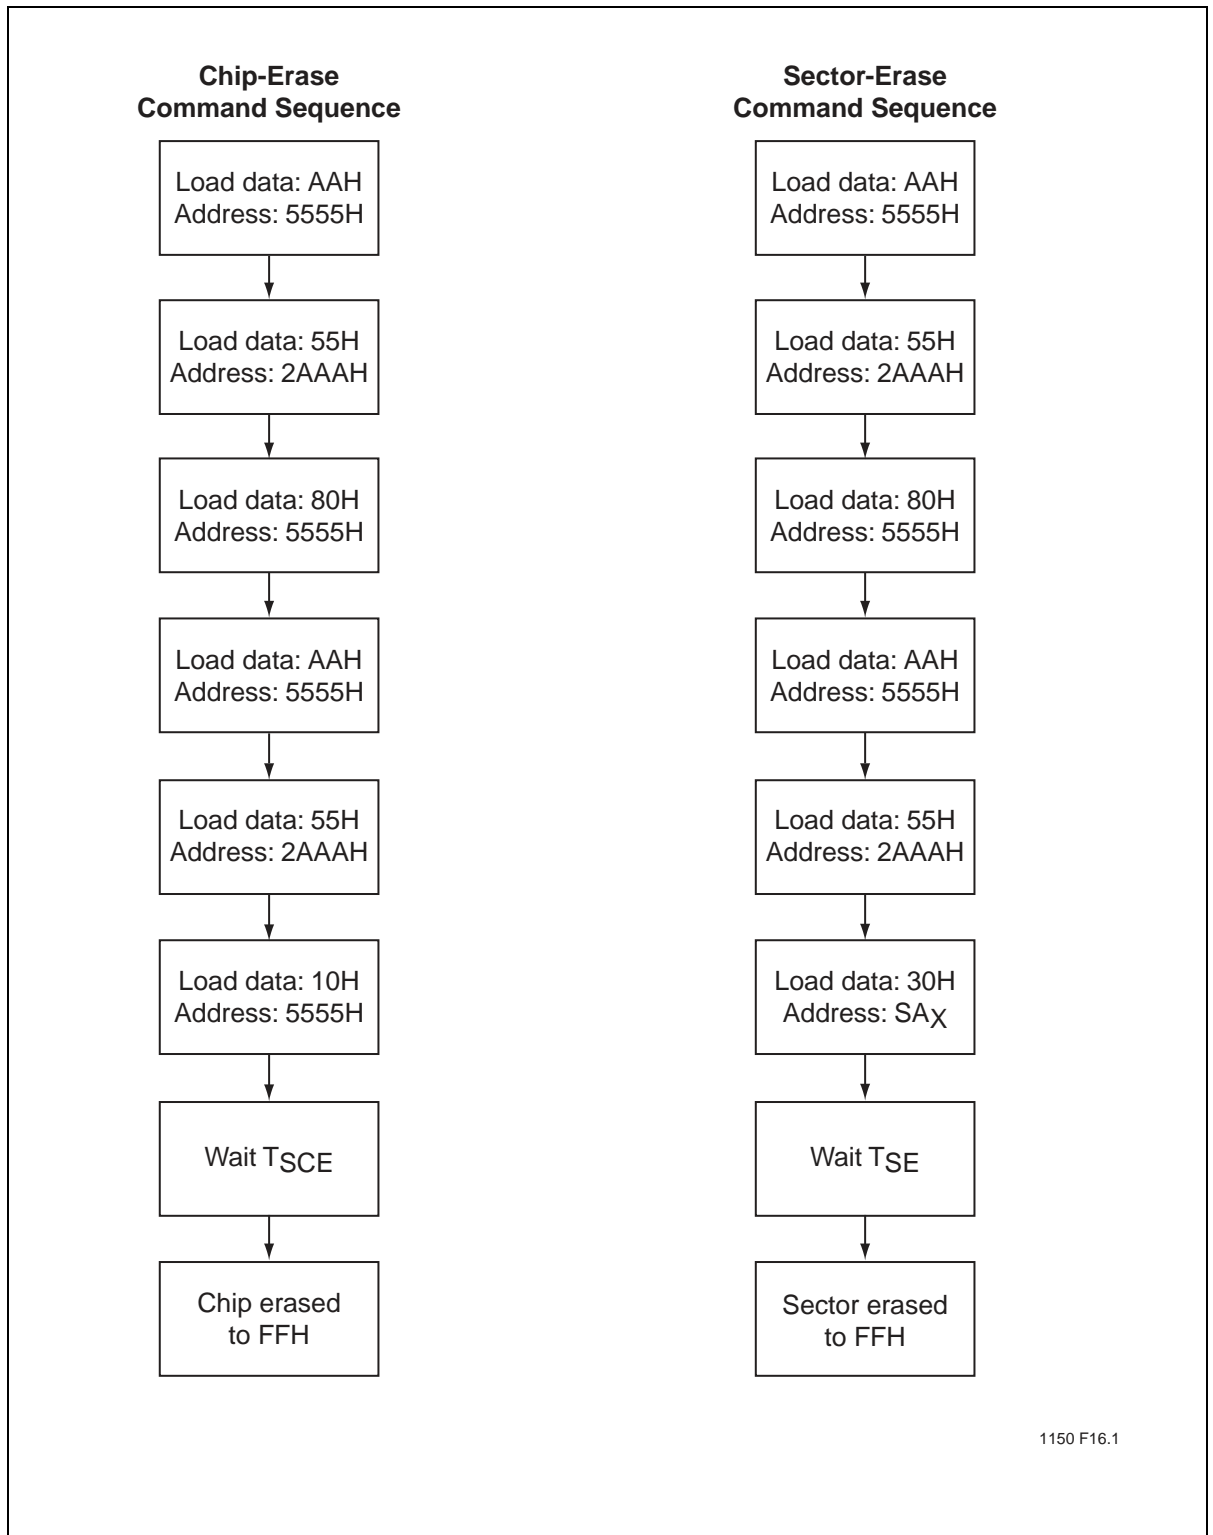 Chip-Erase
Command Sequence
Load data: AAH
Address: 5555H
Load data: 55H
Address: 2AAAH
Load data: 80H
Address: 5555H
Load data: AAH
Address: 5555H
Load data: 55H
Address: 2AAAH
Load data: 10H
Address: 5555H
Wait TSCE
Chip erased
to FFH
Sector-Erase
Command Sequence
Load data: AAH
Address: 5555H
Load data: 55H
Address: 2AAAH
Load data: 80H
Address: 5555H
Load data: AAH
Address: 5555H
Load data: 55H
Address: 2AAAH
Load data: 30H
Address: SAX
Wait TSE
Sector erased
to FFH
1150 F16.1